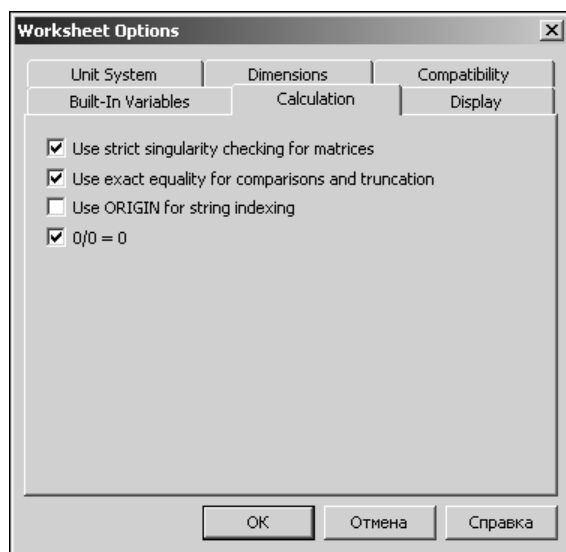 Worksheet Options
Unit System Dimensions Compatibility
Built-In Variables Calculation Display
Use strict singularity checking for matrices
Use exact equality for comparisons and truncation
Use ORIGIN for string indexing
0/0 = 0
OK Отмена Справка